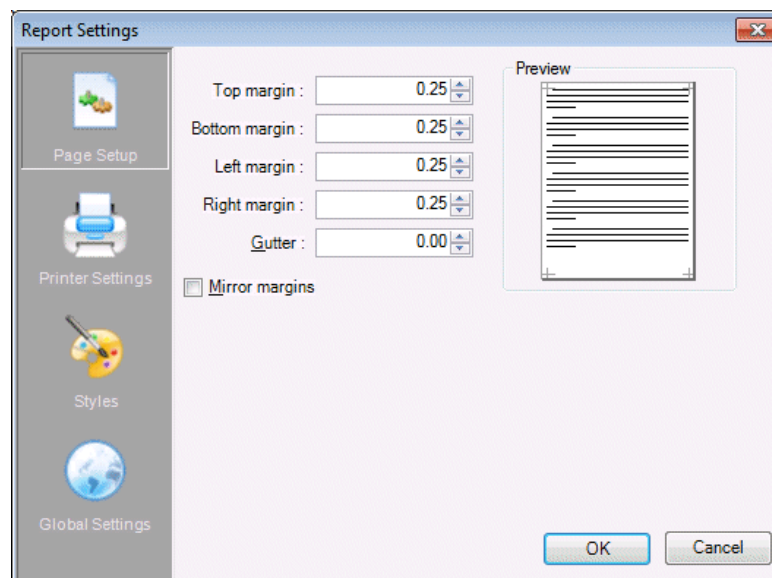 Report Settings
Page Setup
Printer Settings
Styles
Global Settings
Top margin : 0.25
Bottom margin : 0.25
Left margin : 0.25
Right margin : 0.25
Gutter : 0.00
Mirror margins
Preview
OK Cancel